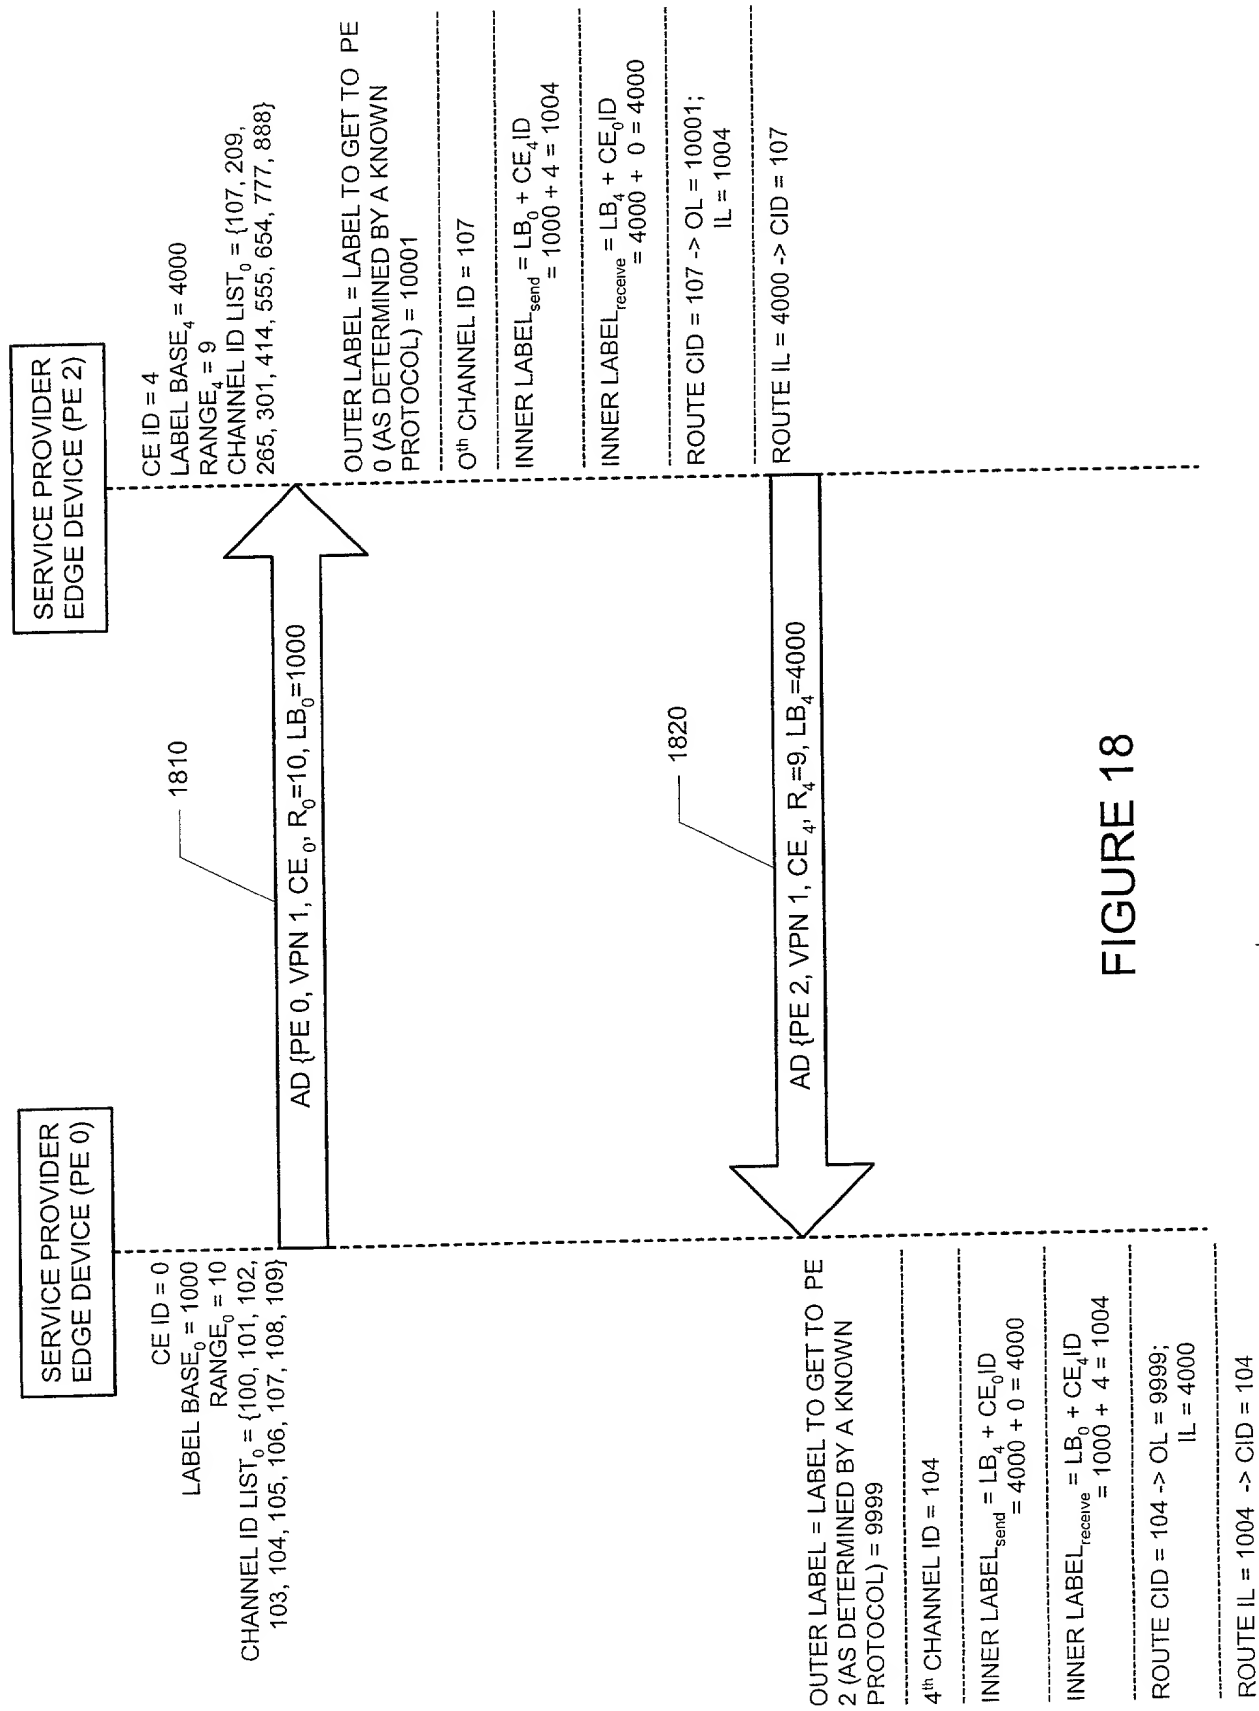 SERVICE PROVIDER
EDGE DEVICE (PE 0)
SERVICE PROVIDER
EDGE DEVICE (PE 2)
CE ID = 0
LABEL BASE₀ = 1000
RANGE₀ = 10
CHANNEL ID LIST₀ = {100, 101, 102,
103, 104, 105, 106, 107, 108, 109}
CE ID = 4
LABEL BASE₄ = 4000
RANGE₄ = 9
CHANNEL ID LIST₀ = {107, 209,
265, 301, 414, 555, 654, 777, 888}
1810
AD {PE 0, VPN 1, CE₀, R₀=10, LB₀=1000
OUTER LABEL = LABEL TO GET TO PE
0 (AS DETERMINED BY A KNOWN
PROTOCOL) = 10001
0th CHANNEL ID = 107
INNER LABELsend = LB₀ + CE₄ID
= 1000 + 4 = 1004
INNER LABELreceive = LB₄ + CE₀ID
= 4000 + 0 = 4000
ROUTE CID = 107 -> OL = 10001;
IL = 1004
ROUTE IL = 4000 -> CID = 107
1820
AD {PE 2, VPN 1, CE₄, R₄=9, LB₄=4000
OUTER LABEL = LABEL TO GET TO PE
2 (AS DETERMINED BY A KNOWN
PROTOCOL) = 9999
4th CHANNEL ID = 104
INNER LABELsend = LB₄ + CE₀ID
= 4000 + 0 = 4000
INNER LABELreceive = LB₀ + CE₄ID
= 1000 + 4 = 1004
ROUTE CID = 104 -> OL = 9999;
IL = 4000
ROUTE IL = 1004 -> CID = 104
FIGURE 18